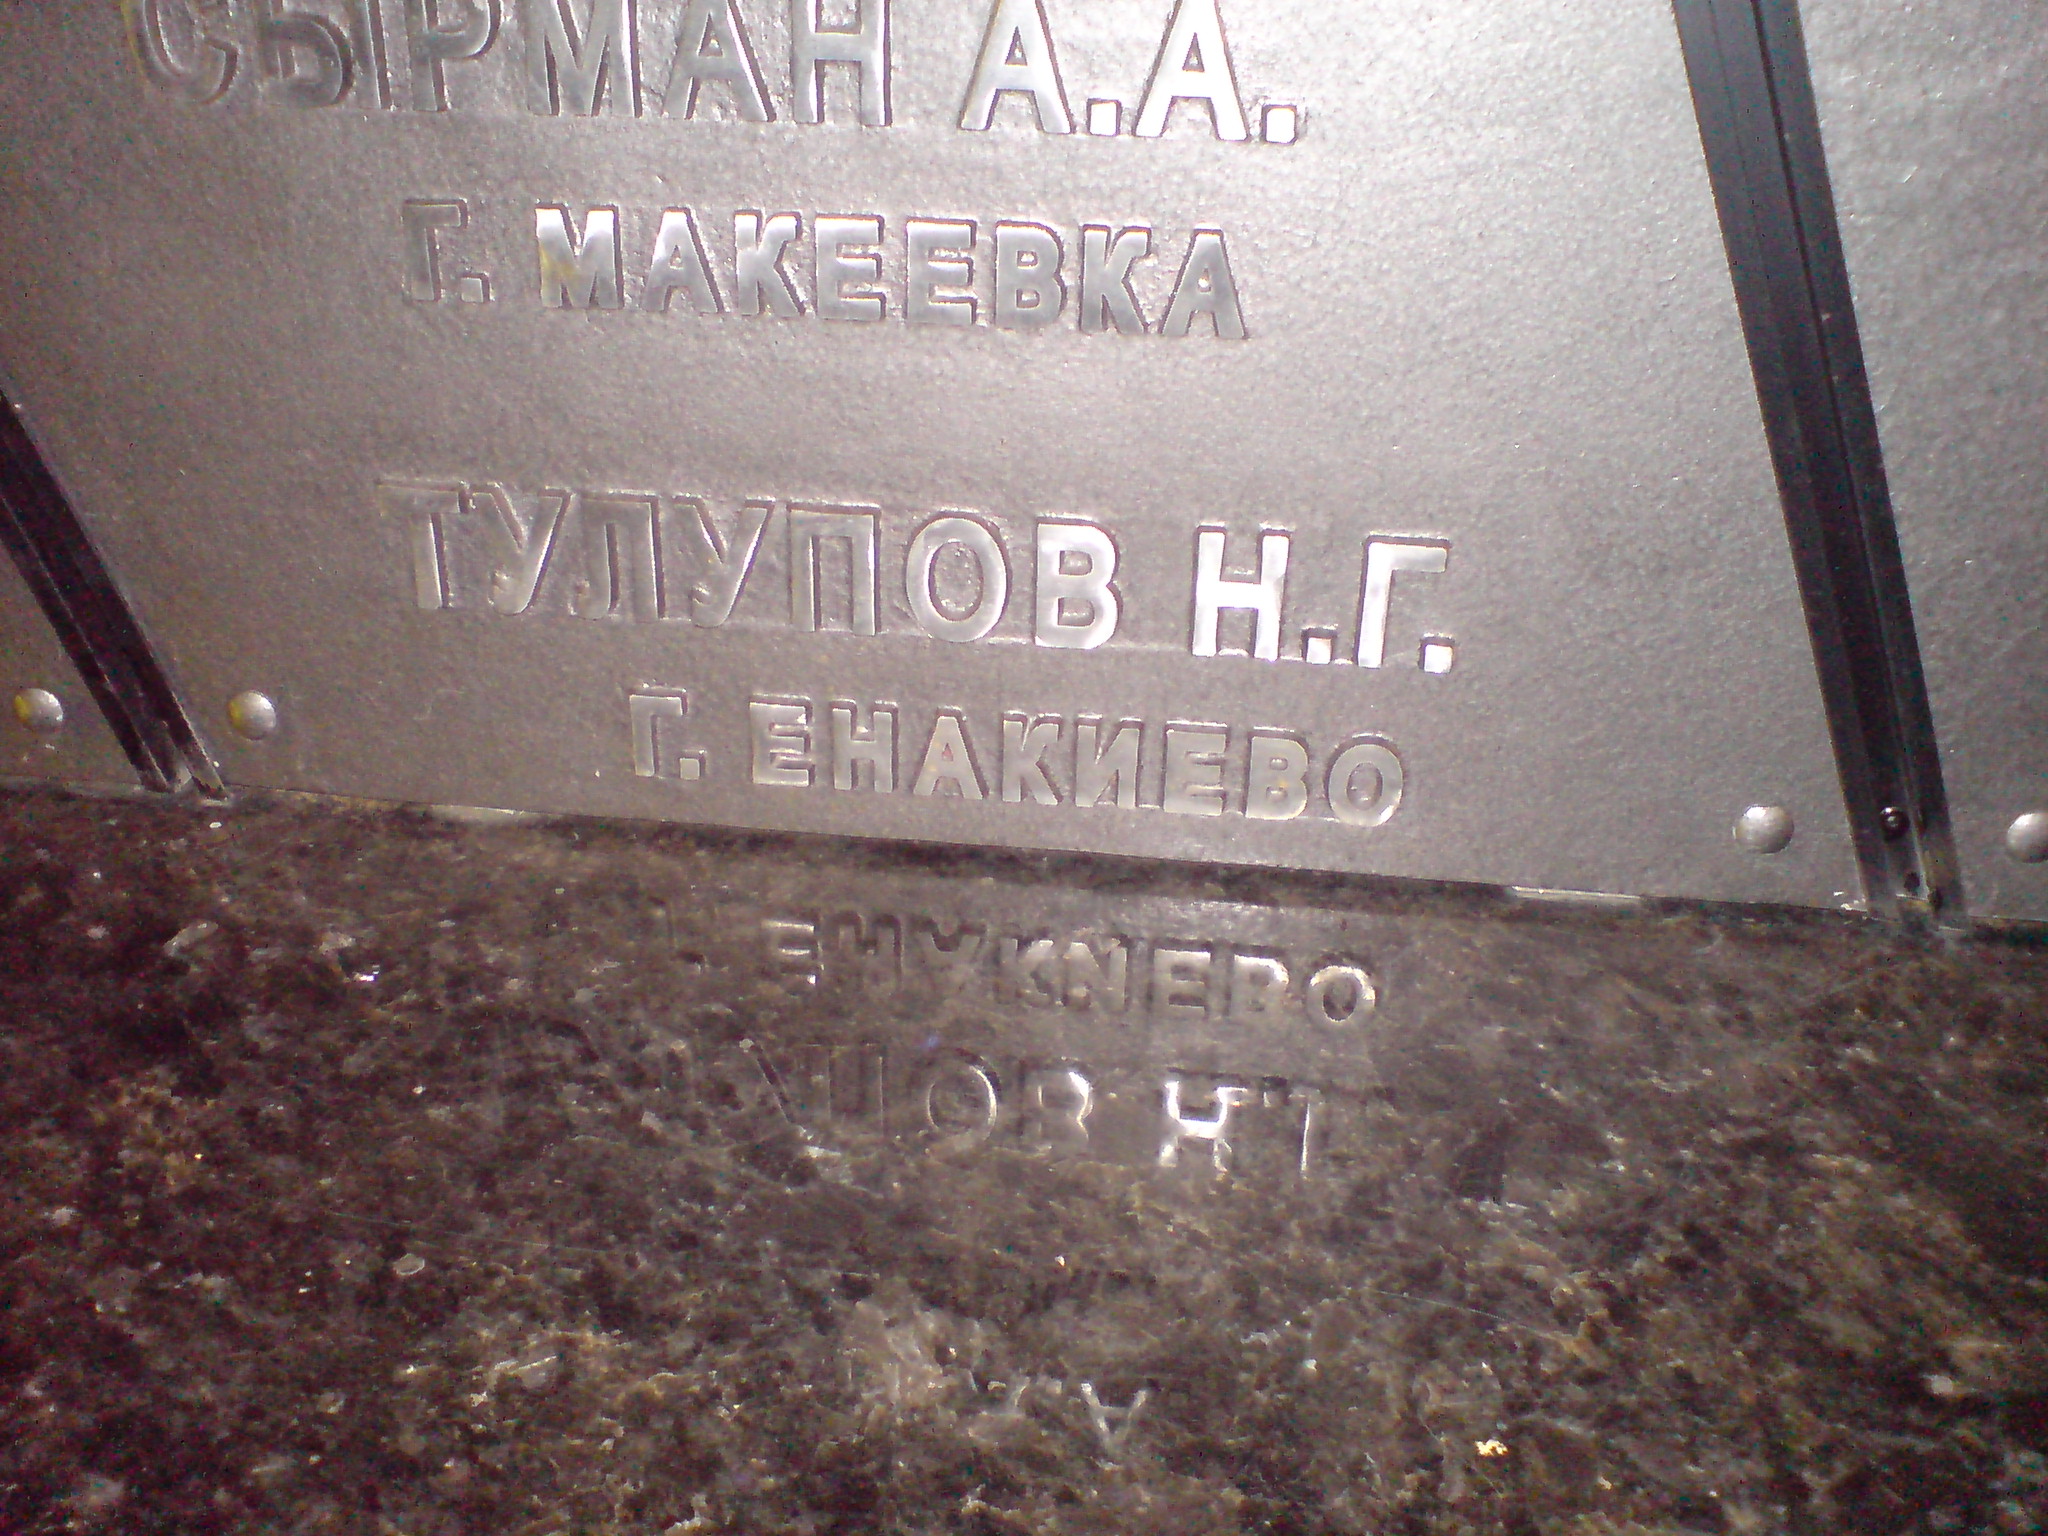 СЫРМАН А.А.
Г. МАКЕЕВКА
ТУЛУПОВ Н.Г.
Г. ЕНАКИЕВО